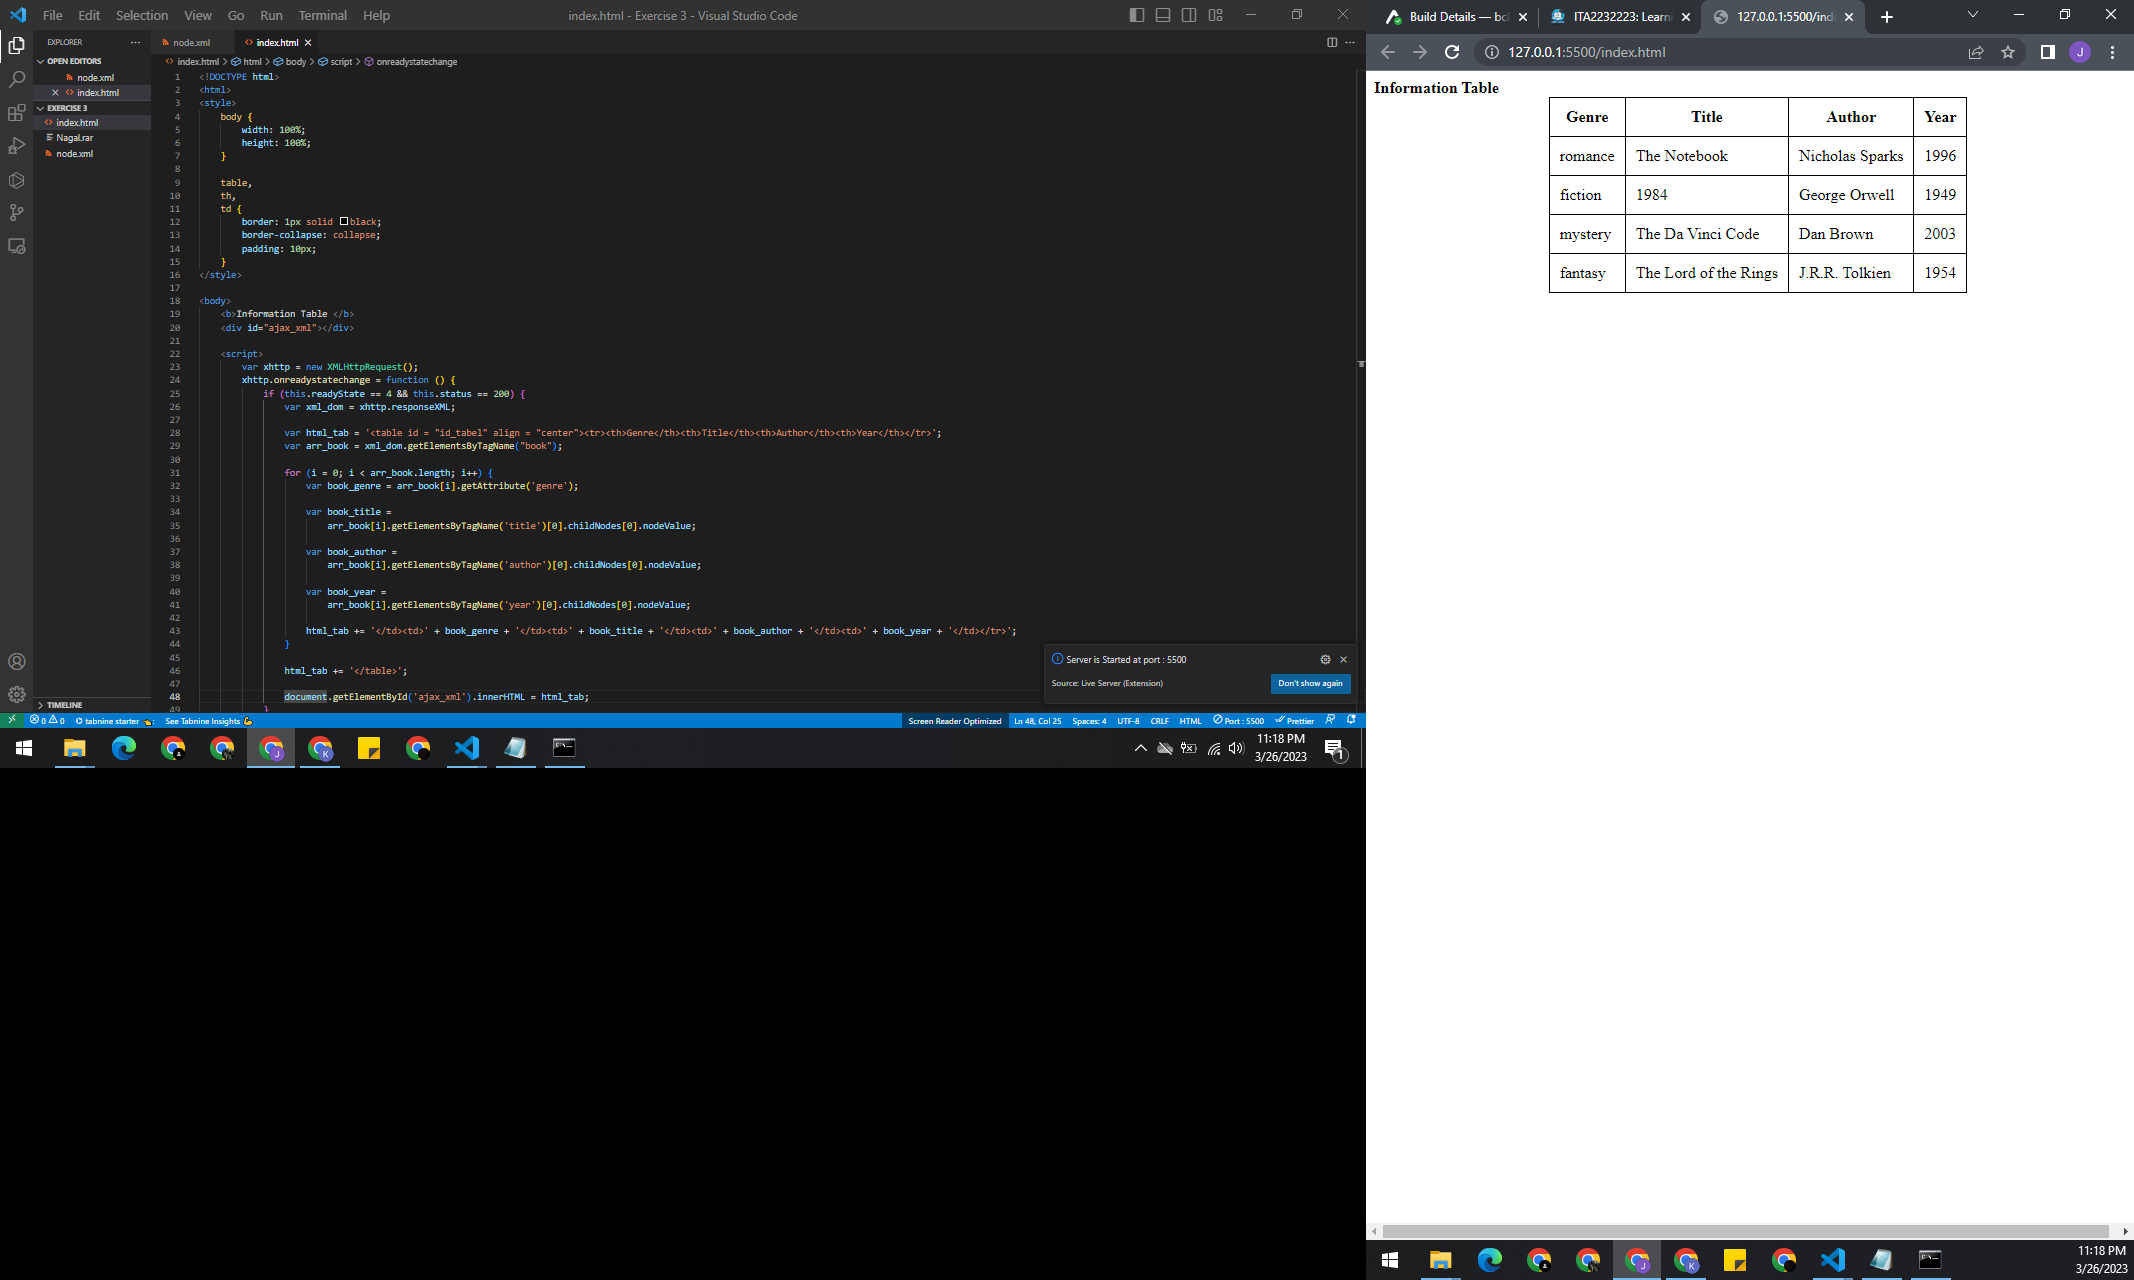 File Edit Selection View Go Run Terminal Help
index.html - Exercise 3 - Visual Studio Code
EXPLORER
OPEN EDITORS
node.xml
index.html
EXERCISE 3
index.html
Nagal.rar
node.xml
TIMELINE
node.xml index.html
index.html > html > body > script > onreadystatechange
1 <!DOCTYPE html>
2 <html>
3 <style>
4 body {
5 width: 100%;
6 height: 100%;
7 }
8
9 table,
10 th,
11 td {
12 border: 1px solid black;
13 border-collapse: collapse;
14 padding: 10px;
15 }
16 </style>
17
18 <body>
19 <b>Information Table </b>
20 <div id="ajax_xml"></div>
21
22 <script>
23 var xhttp = new XMLHttpRequest();
24 xhttp.onreadystatechange = function () {
25 if (this.readyState == 4 && this.status == 200) {
26 var xml_dom = xhttp.responseXML;
27
28 var html_tab = '<table id = "id_tabel" align = "center"><tr><th>Genre</th><th>Title</th><th>Author</th><th>Year</th></tr>';
29 var arr_book = xml_dom.getElementsByTagName("book");
30
31 for (i = 0; i < arr_book.length; i++) {
32 var book_genre = arr_book[i].getAttribute('genre');
33
34 var book_title =
35 arr_book[i].getElementsByTagName('title')[0].childNodes[0].nodeValue;
36
37 var book_author =
38 arr_book[i].getElementsByTagName('author')[0].childNodes[0].nodeValue;
39
40 var book_year =
41 arr_book[i].getElementsByTagName('year')[0].childNodes[0].nodeValue;
42
43 html_tab += '</td><td>' + book_genre + '</td><td>' + book_title + '</td><td>' + book_author + '</td><td>' + book_year + '</td></tr>';
44 }
45
46 html_tab += '</table>';
47
48 document.getElementById('ajax_xml').innerHTML = html_tab;
49 }
Server is Started at port : 5500
Source: Live Server (Extension) Don't show again
0 0 tabnine starter See Tabnine Insights Screen Reader Optimized Ln 48, Col 25 Spaces: 4 UTF-8 CRLF HTML Port : 5500 Prettier
11:18 PM
3/26/2023
1
Build Details — bcl ITA2232223: Learni 127.0.0.1:5500/inde
127.0.0.1:5500/index.html J
Information Table
Genre Title Author Year
romance The Notebook Nicholas Sparks 1996
fiction 1984 George Orwell 1949
mystery The Da Vinci Code Dan Brown 2003
fantasy The Lord of the Rings J.R.R. Tolkien 1954
11:18 PM
3/26/2023